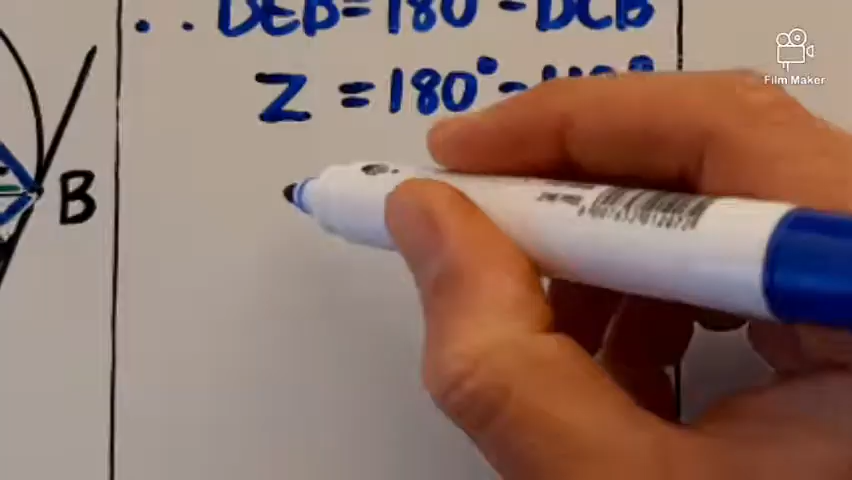 ∴ DEB=180°-DCB
Z =180°-
B
Film Maker